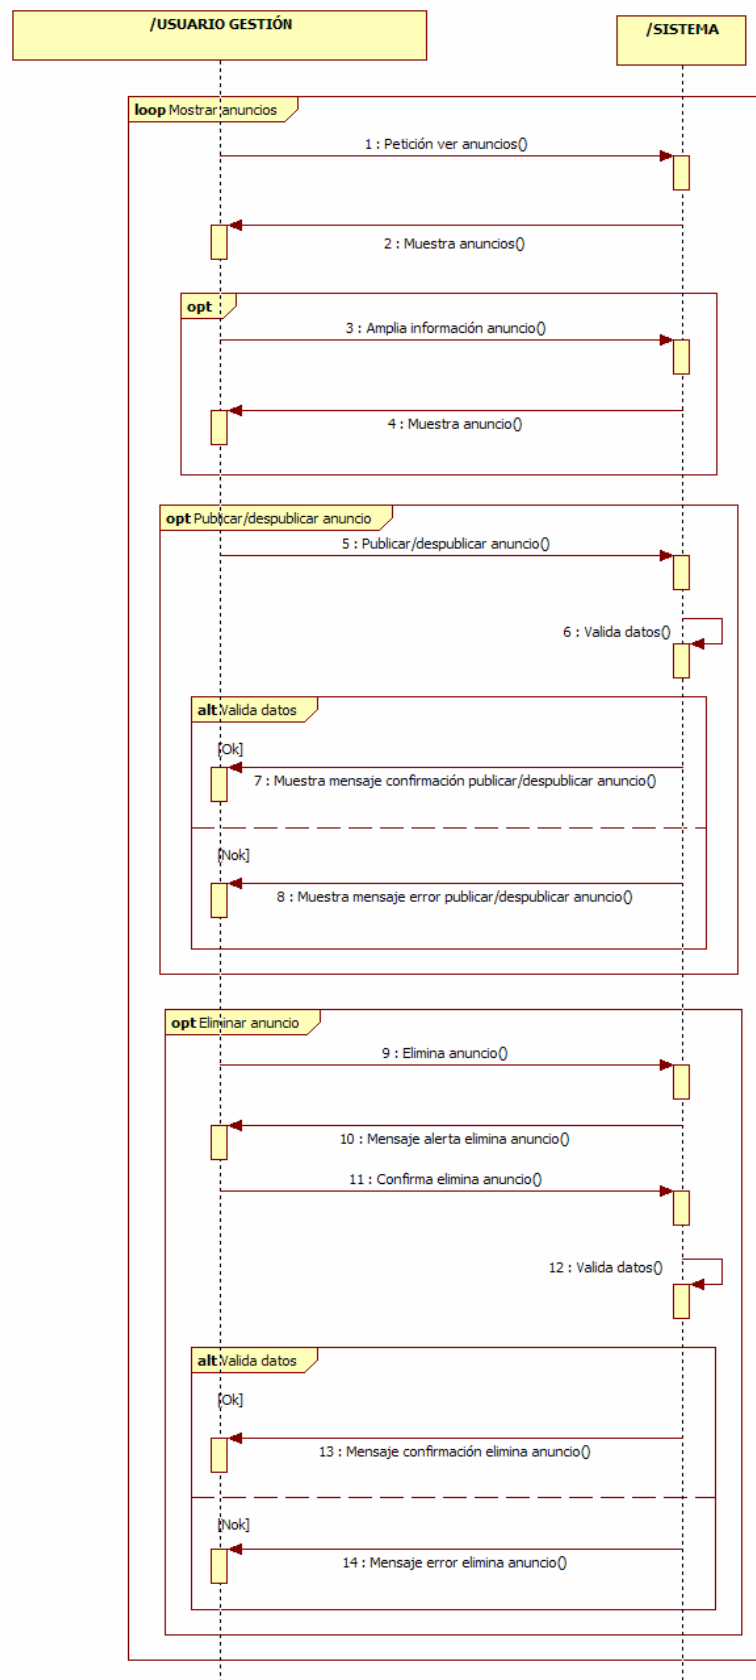 /USUARIO GESTIÓN
/SISTEMA
loop Mostrar anuncios
1 : Petición ver anuncios()
2 : Muestra anuncios()
opt
3 : Amplia información anuncio()
4 : Muestra anuncio()
opt Publicar/despublicar anuncio
5 : Publicar/despublicar anuncio()
6 : Valida datos()
alt Valida datos
[Ok]
7 : Muestra mensaje confirmación publicar/despublicar anuncio()
[Nok]
8 : Muestra mensaje error publicar/despublicar anuncio()
opt Eliminar anuncio
9 : Elimina anuncio()
10 : Mensaje alerta elimina anuncio()
11 : Confirma elimina anuncio()
12 : Valida datos()
alt Valida datos
[Ok]
13 : Mensaje confirmación elimina anuncio()
[Nok]
14 : Mensaje error elimina anuncio()